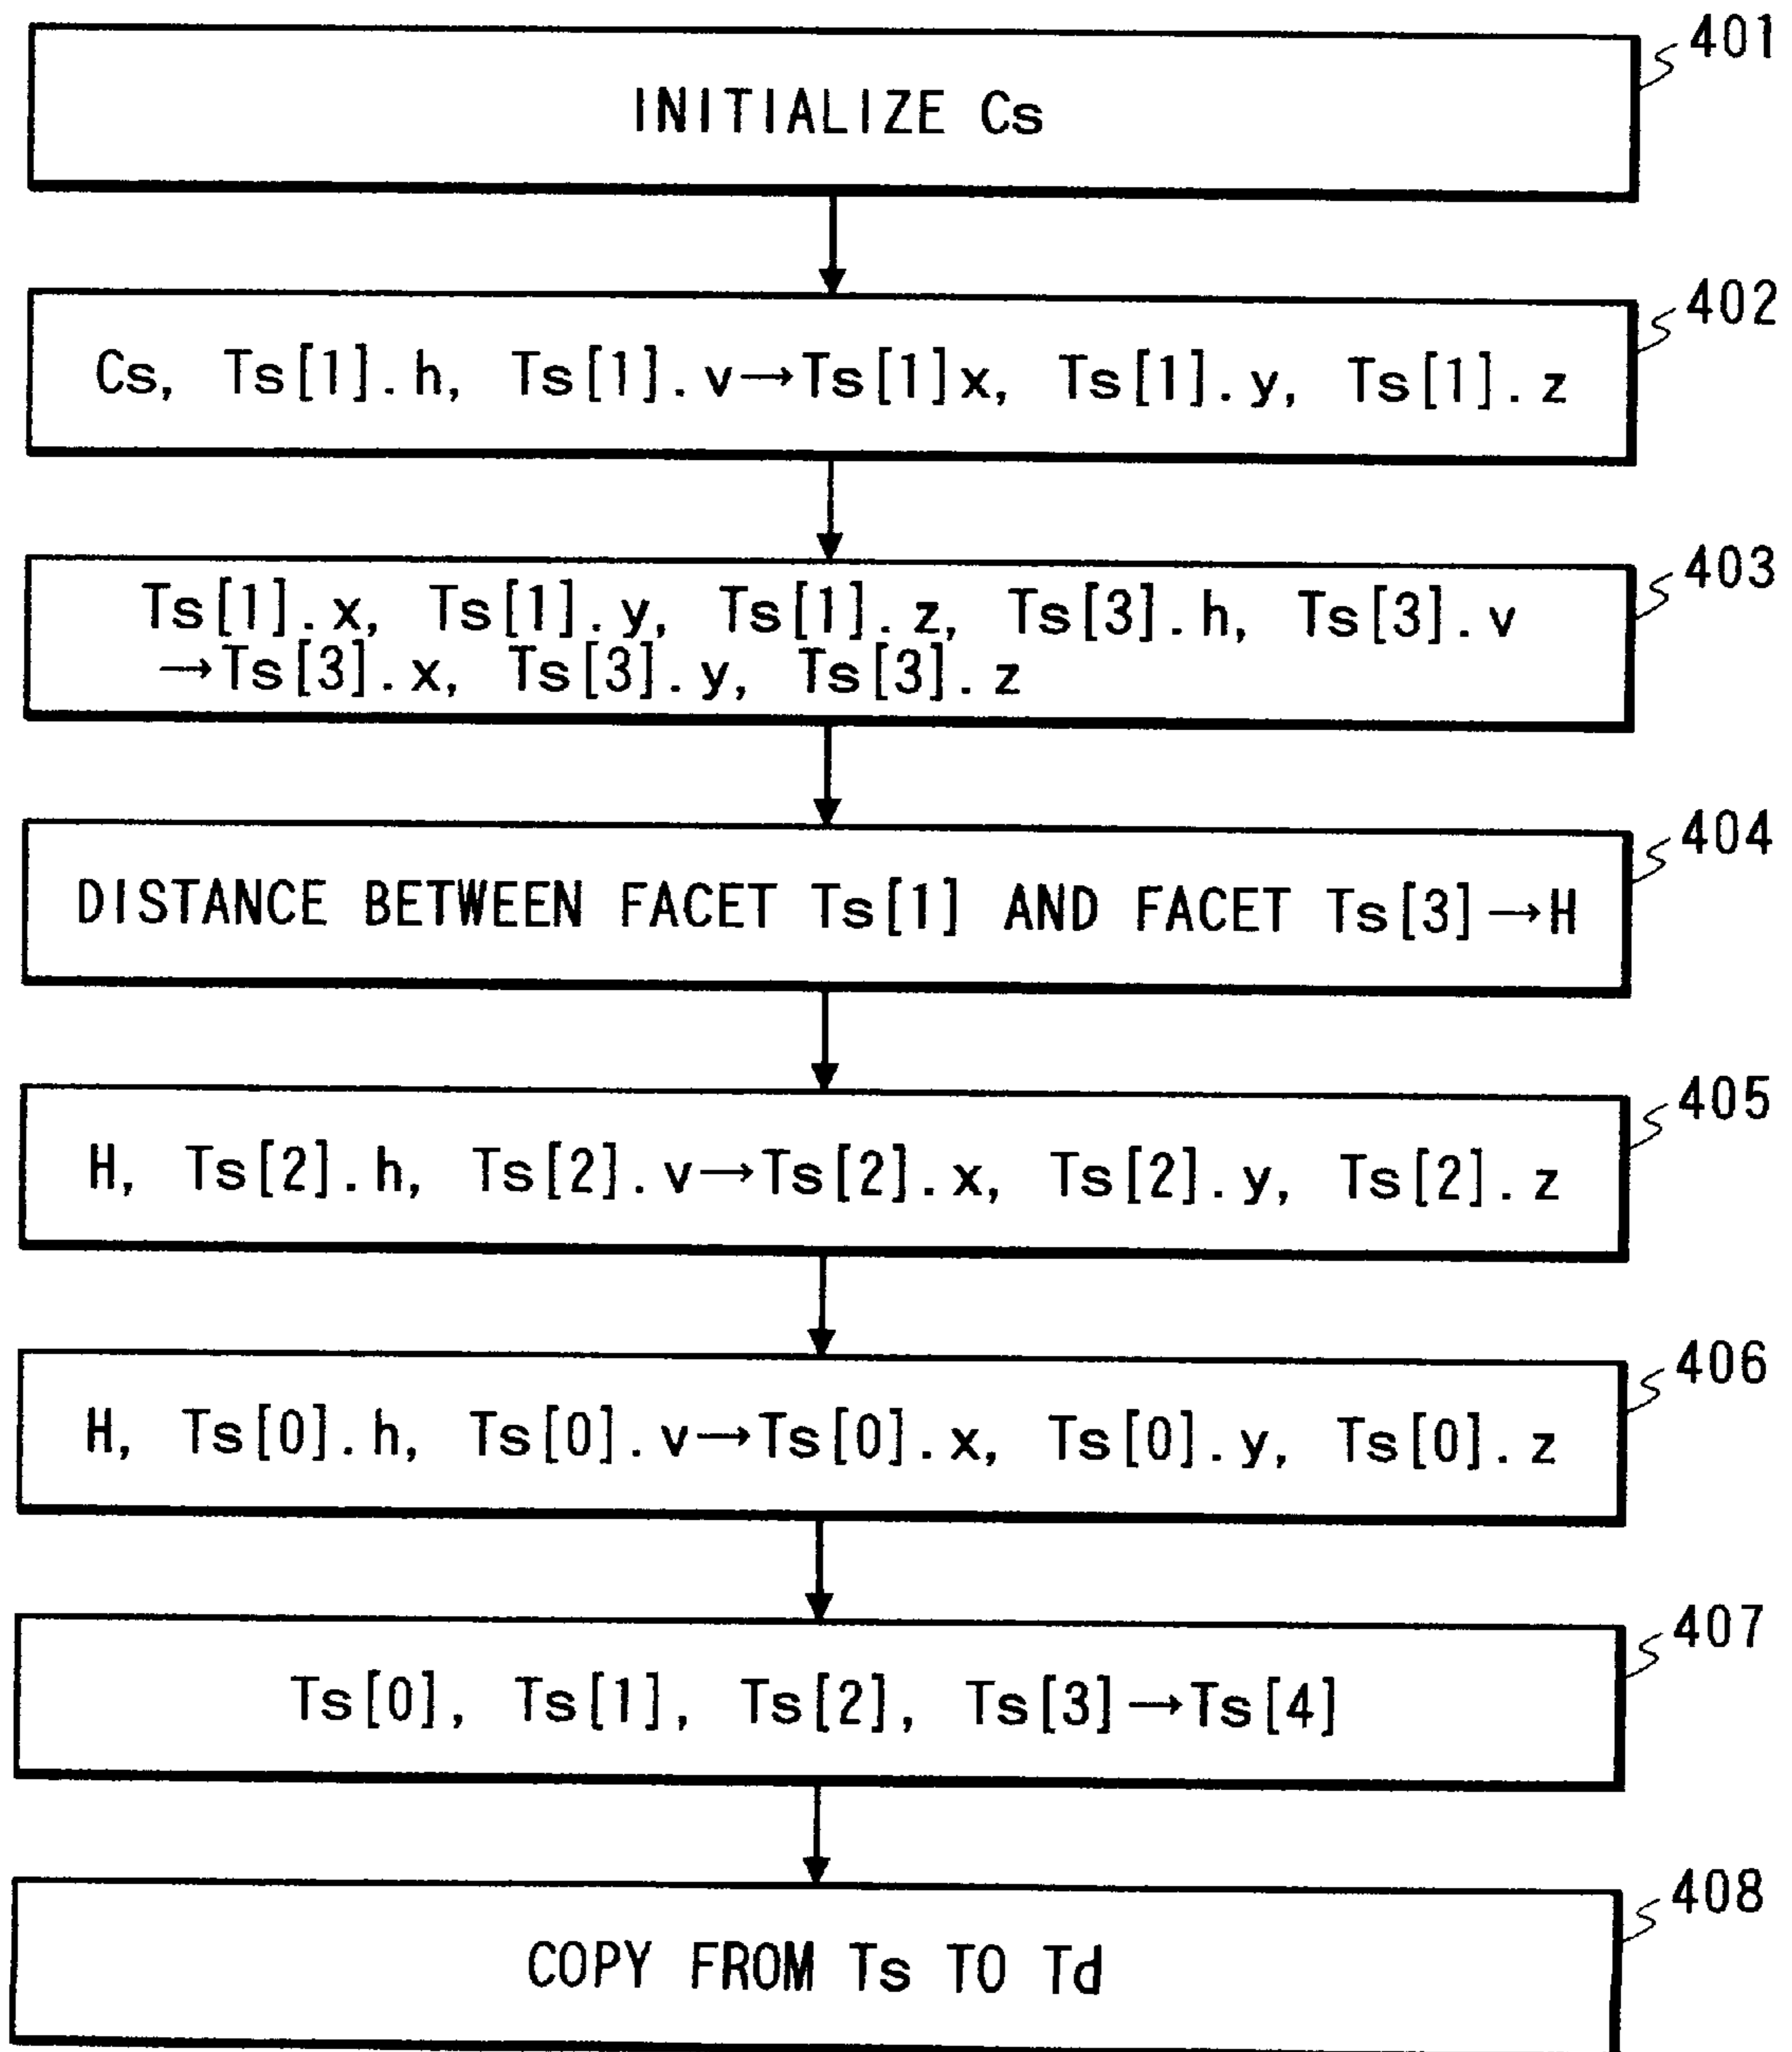 401
INITIALIZE Cs
402
Cs, Ts[1].h, Ts[1].v→Ts[1]x, Ts[1].y, Ts[1].z
403
Ts[1].x, Ts[1].y, Ts[1].z, Ts[3].h, Ts[3].v
→Ts[3].x, Ts[3].y, Ts[3].z
404
DISTANCE BETWEEN FACET Ts[1] AND FACET Ts[3]→H
405
H, Ts[2].h, Ts[2].v→Ts[2].x, Ts[2].y, Ts[2].z
406
H, Ts[0].h, Ts[0].v→Ts[0].x, Ts[0].y, Ts[0].z
407
Ts[0], Ts[1], Ts[2], Ts[3]→Ts[4]
408
COPY FROM Ts TO Td